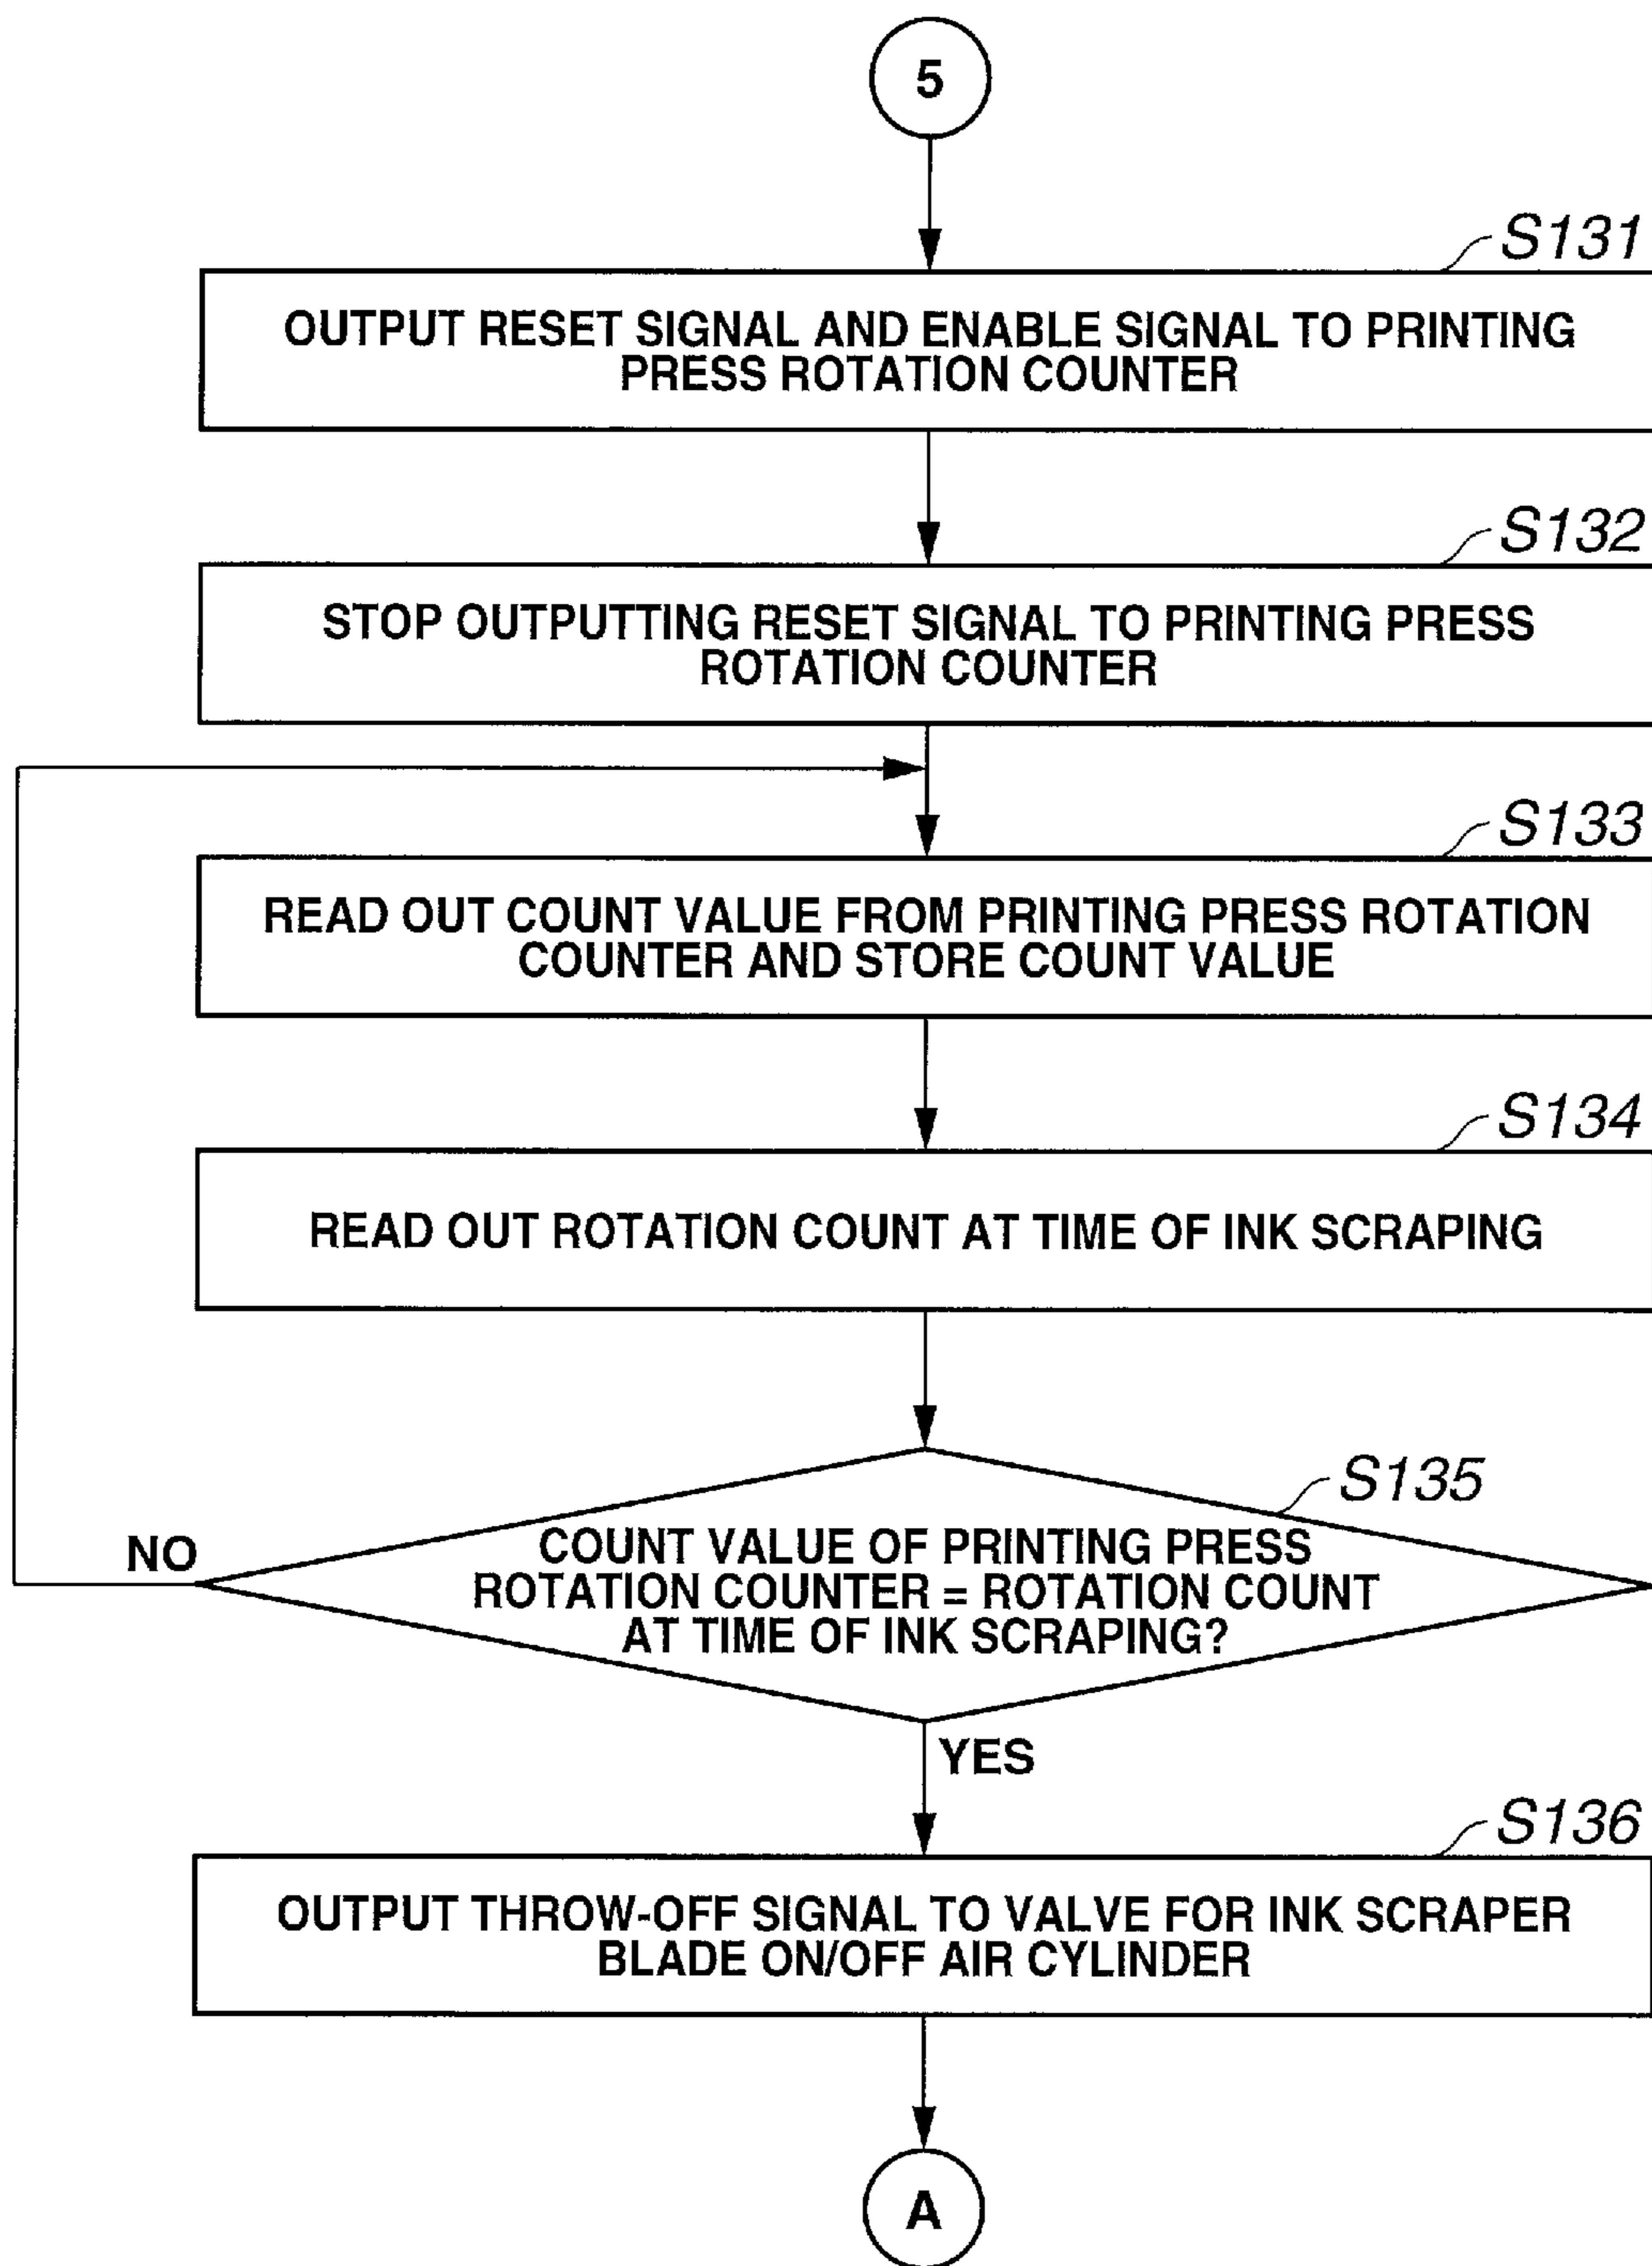 5
S131
OUTPUT RESET SIGNAL AND ENABLE SIGNAL TO PRINTING
PRESS ROTATION COUNTER
S132
STOP OUTPUTTING RESET SIGNAL TO PRINTING PRESS
ROTATION COUNTER
S133
READ OUT COUNT VALUE FROM PRINTING PRESS ROTATION
COUNTER AND STORE COUNT VALUE
S134
READ OUT ROTATION COUNT AT TIME OF INK SCRAPING
S135
COUNT VALUE OF PRINTING PRESS
ROTATION COUNTER = ROTATION COUNT
AT TIME OF INK SCRAPING?
NO
YES
S136
OUTPUT THROW-OFF SIGNAL TO VALVE FOR INK SCRAPER
BLADE ON/OFF AIR CYLINDER
A